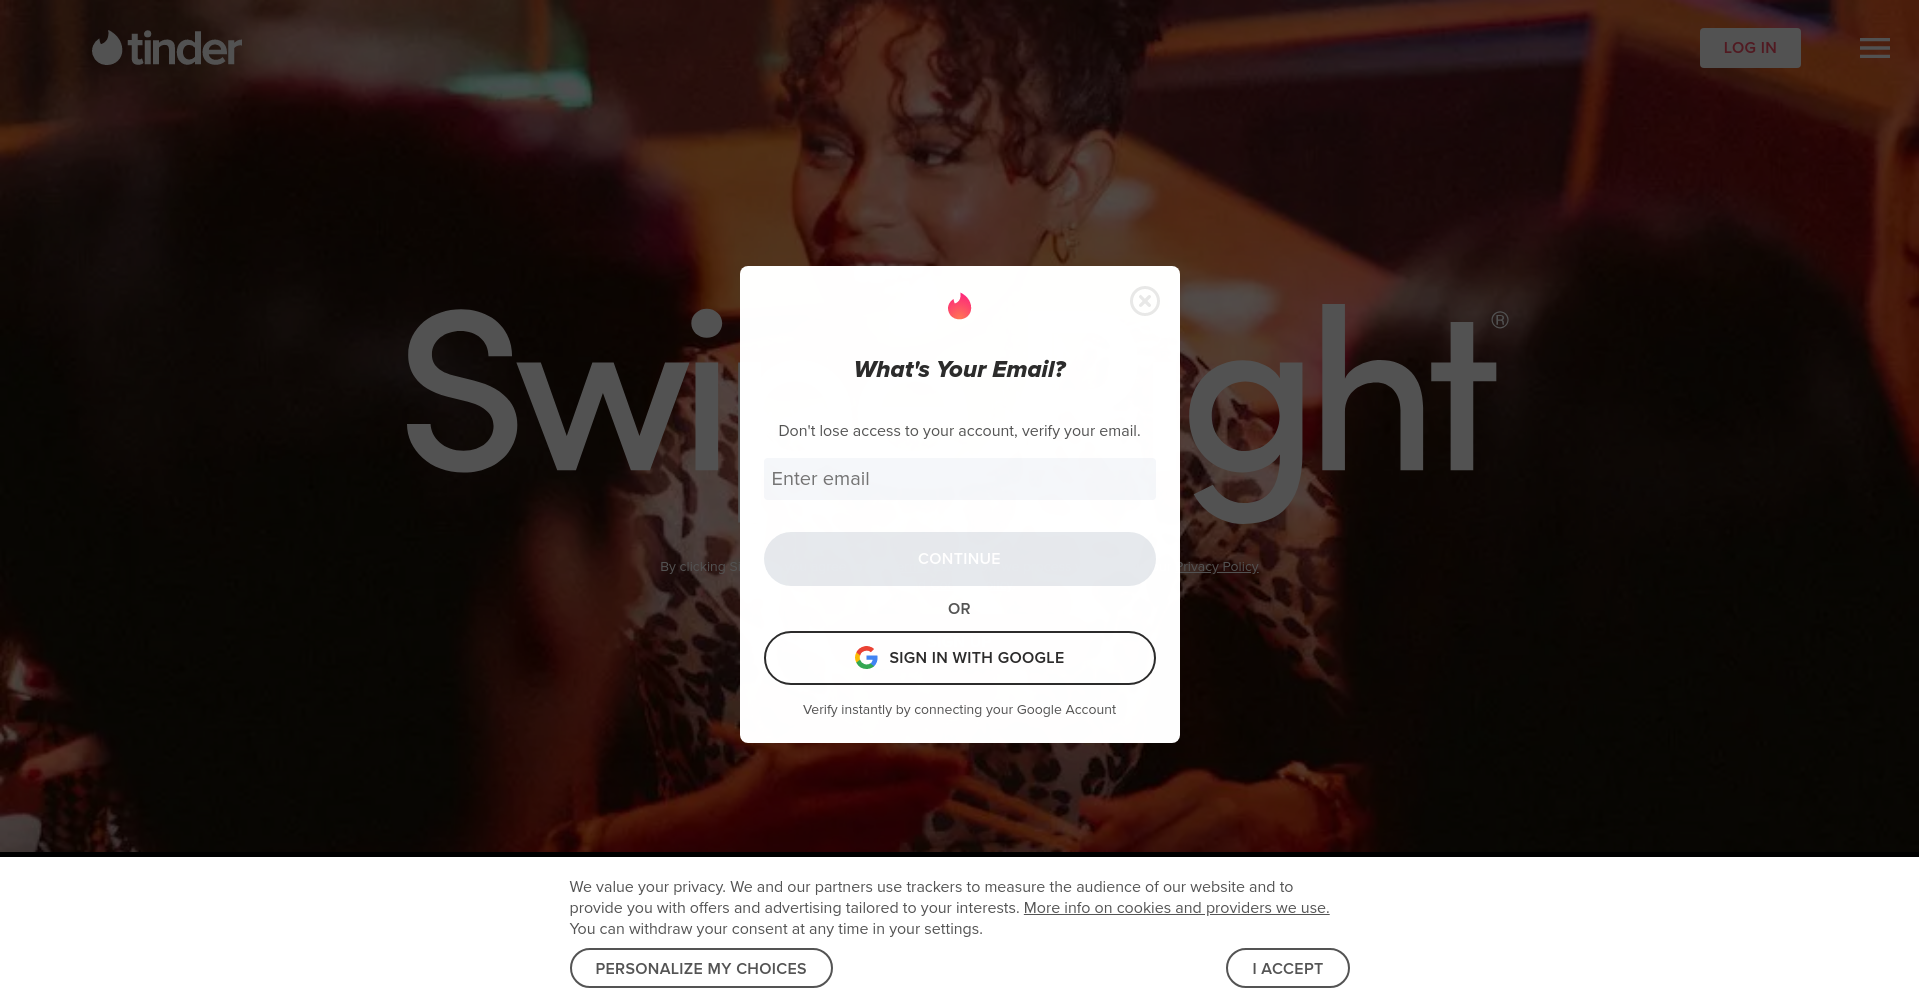 tinder
LOG IN
What's Your Email?
Swi ght®
Don't lose access to your account, verify your email.
Enter email
CONTINUE
By clicking Privacy Policy
OR
SIGN IN WITH GOOGLE
Verify instantly by connecting your Google Account
We value your privacy. We and our partners use trackers to measure the audience of our website and to
provide you with offers and advertising tailored to your interests. More info on cookies and providers we use.
You can withdraw your consent at any time in your settings.
PERSONALIZE MY CHOICES
I ACCEPT